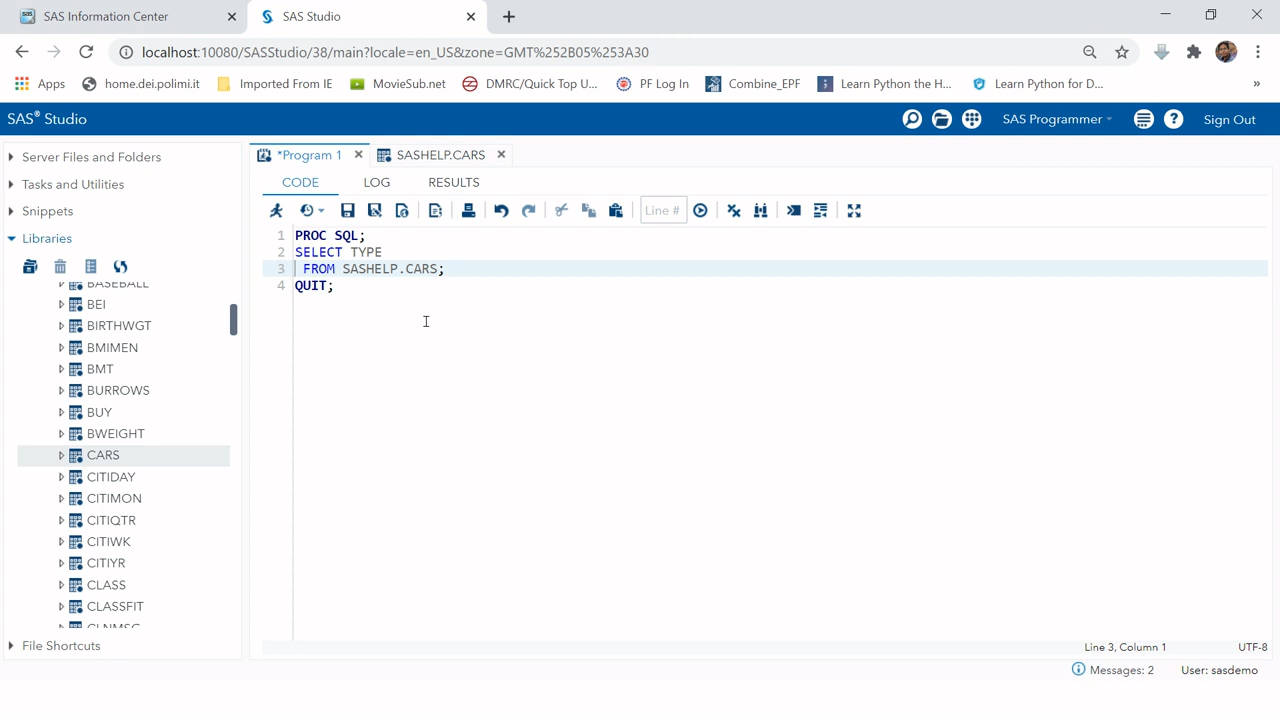 SAS Information Center
SAS Studio
localhost:10080/SASStudio/38/main?locale=en_US&zone=GMT%252B05%253A30
Apps
home.dei.polimi.it
Imported From IE
MovieSub.net
DMRC/Quick Top U...
PF Log In
Combine_EPF
Learn Python the H...
Learn Python for D...
»
SAS® Studio
SAS Programmer
Sign Out
Server Files and Folders
Tasks and Utilities
Snippets
Libraries
BASEBALL
BEI
BIRTHWGT
BMIMEN
BMT
BURROWS
BUY
BWEIGHT
CARS
CITIDAY
CITIMON
CITIQTR
CITIWK
CITIYR
CLASS
CLASSFIT
CLNMSG
File Shortcuts
*Program 1
SASHELP.CARS
CODE
LOG
RESULTS
Line #
1 PROC SQL;
2 SELECT TYPE
3 FROM SASHELP.CARS;
4 QUIT;
Line 3, Column 1
UTF-8
Messages: 2
User: sasdemo